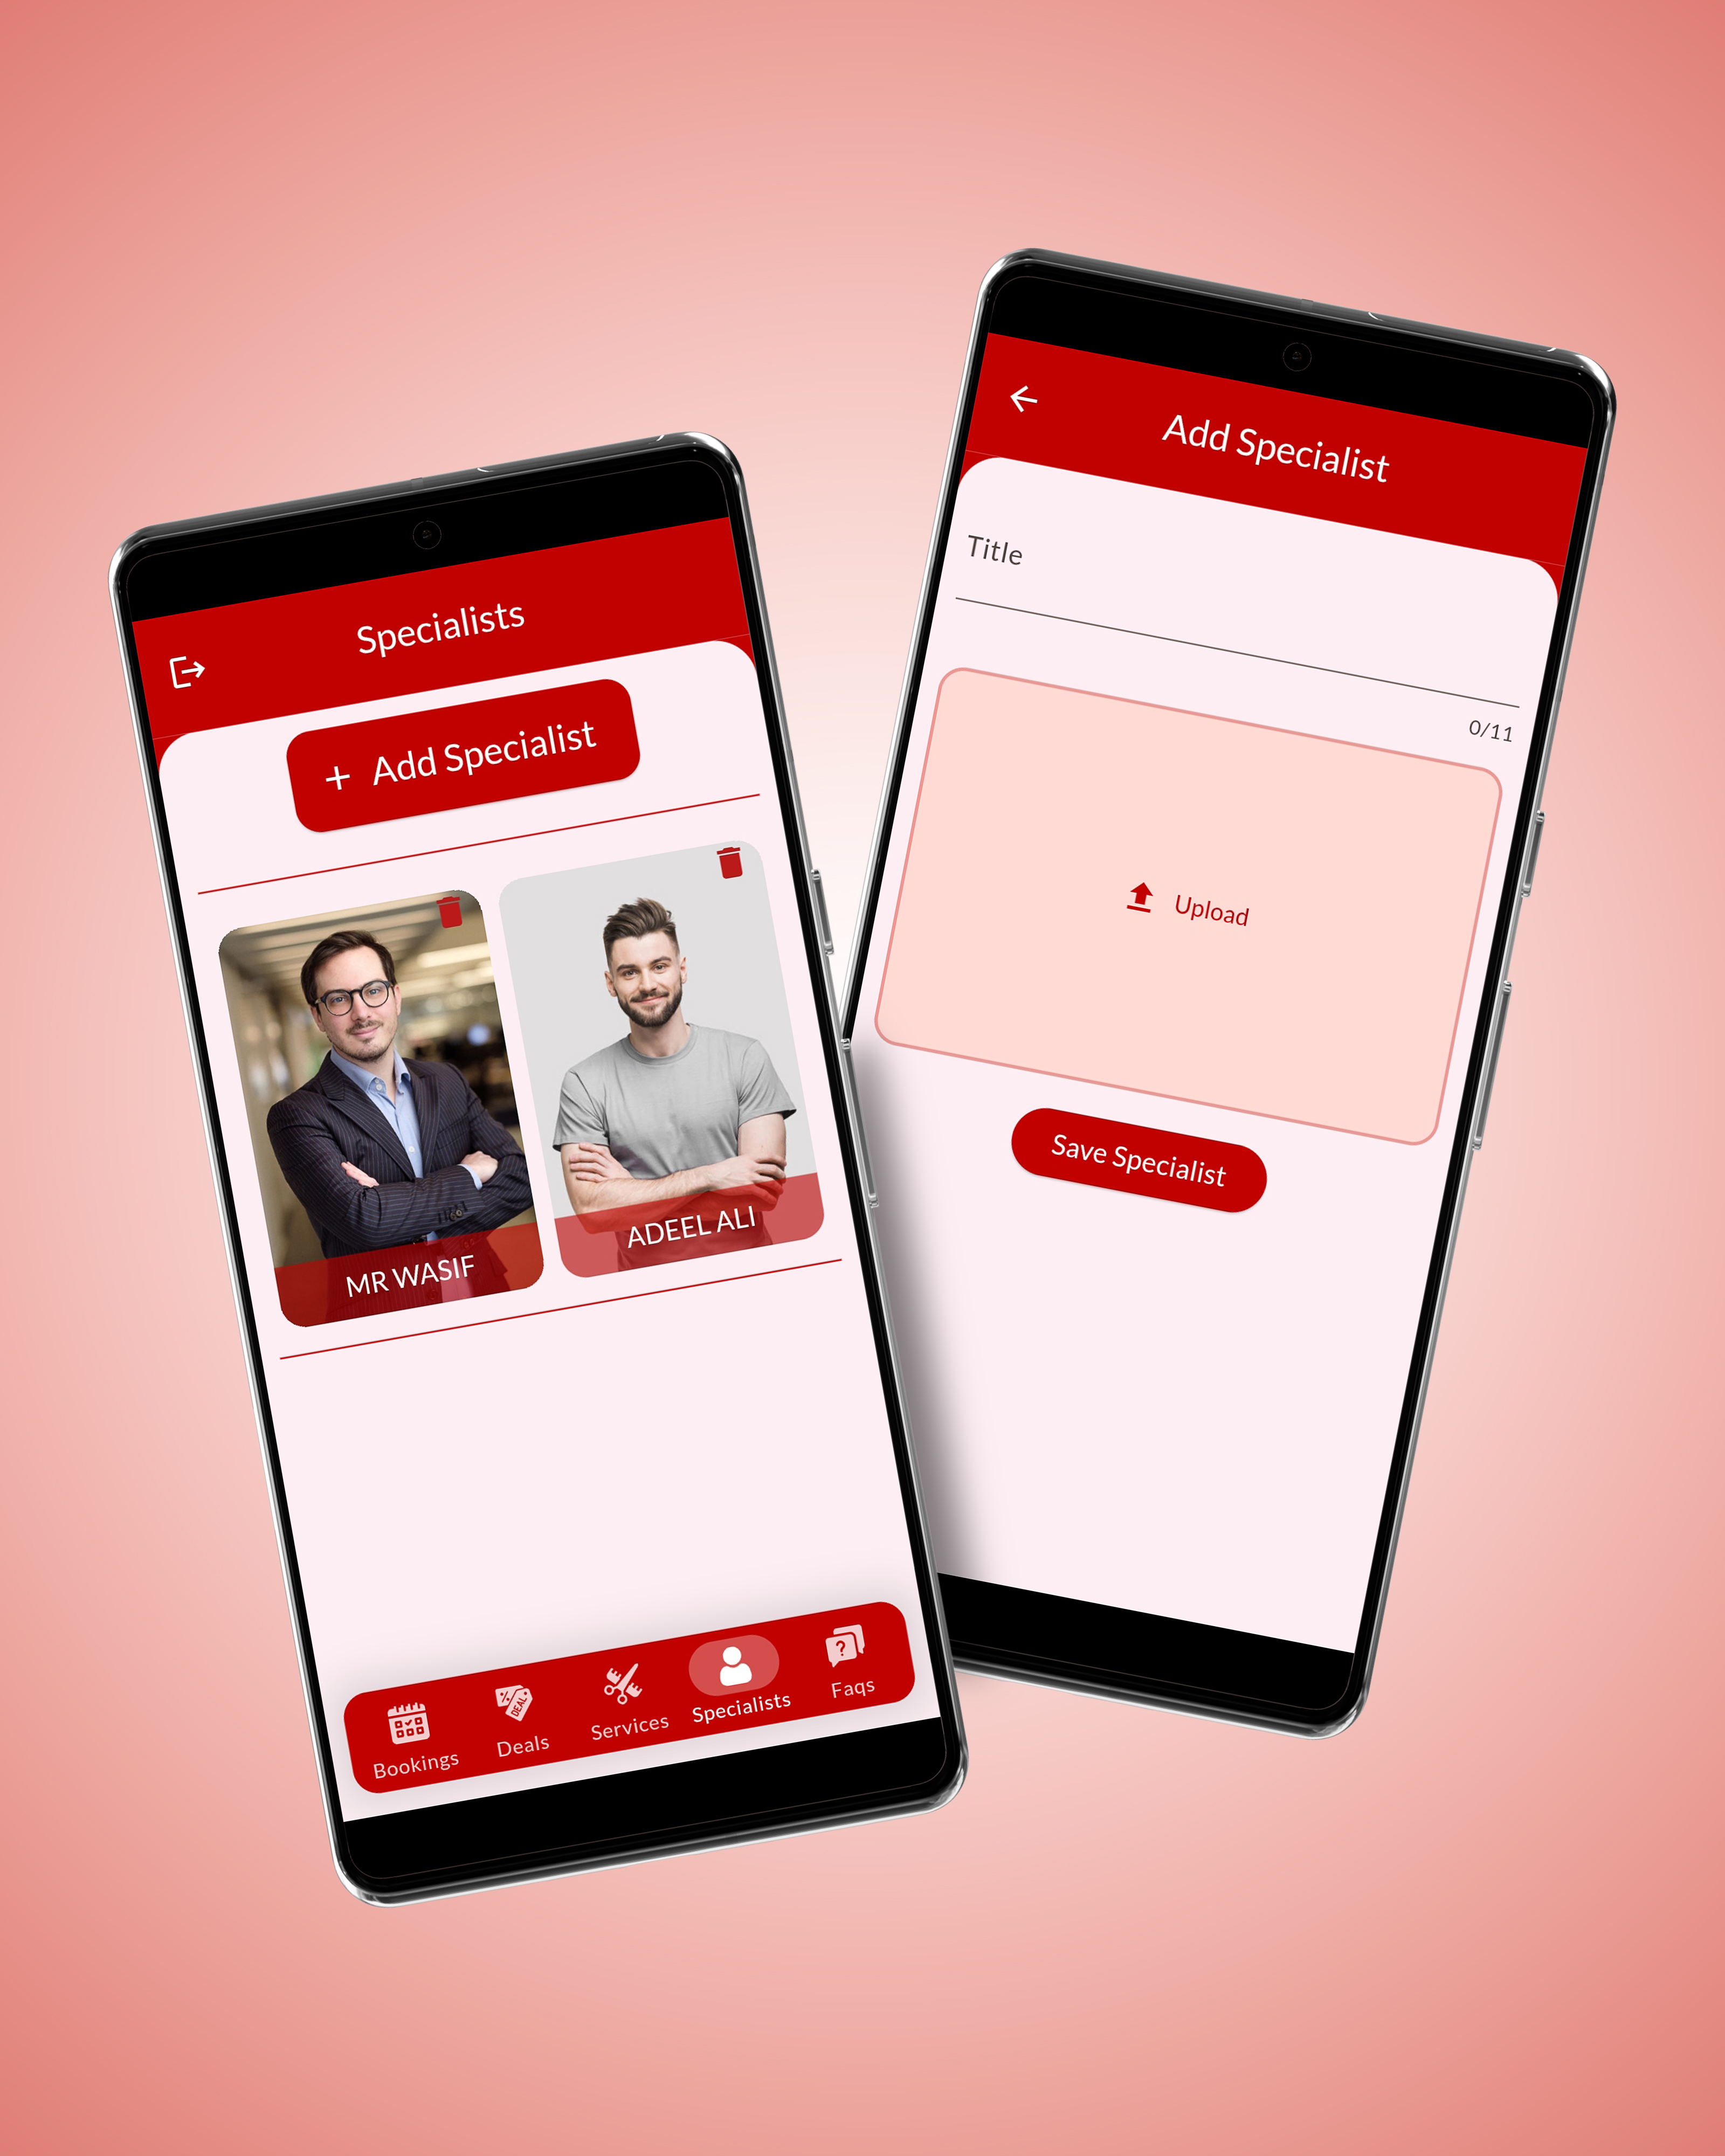 Specialists
+ Add Specialist
MR WASIF
ADEEL ALI
Bookings
DEAL
Deals
Services
Specialists
?
Faqs
Add Specialist
Title
0/11
Upload
Save Specialist